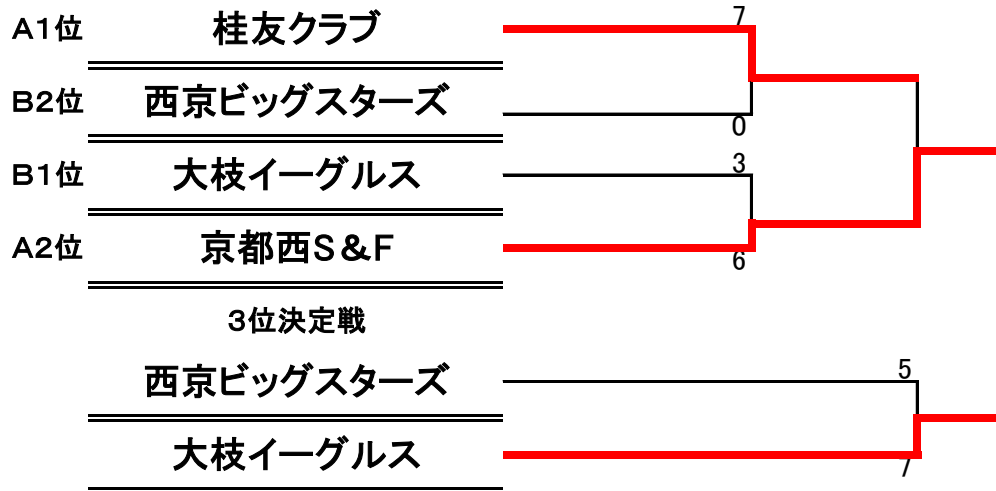 7
A1位 桂友クラブ
B2位 西京ビッグスターズ
0
3
B1位 大枝イーグルス
A2位 京都西S&F
6
3位決定戦
5
西京ビッグスターズ
大枝イーグルス
7